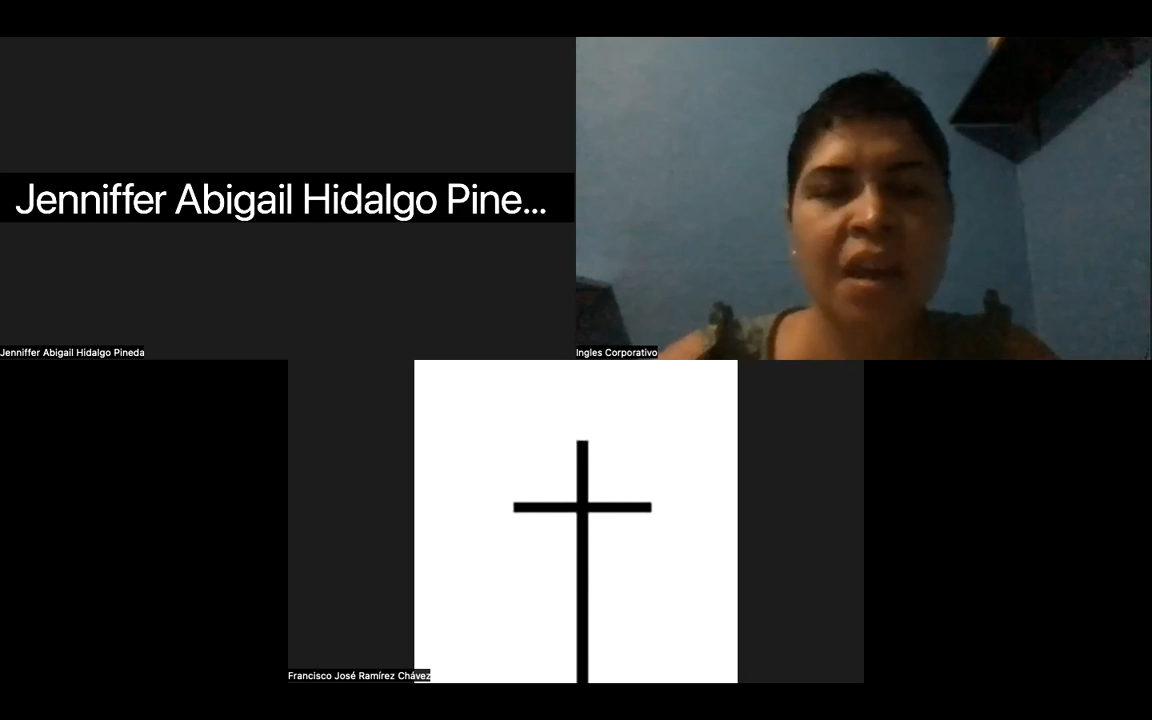 Jenniffer Abigail Hidalgo Pine...
Jenniffer Abigail Hidalgo Pineda
Ingles Corporativo
Francisco José Ramírez Chávez